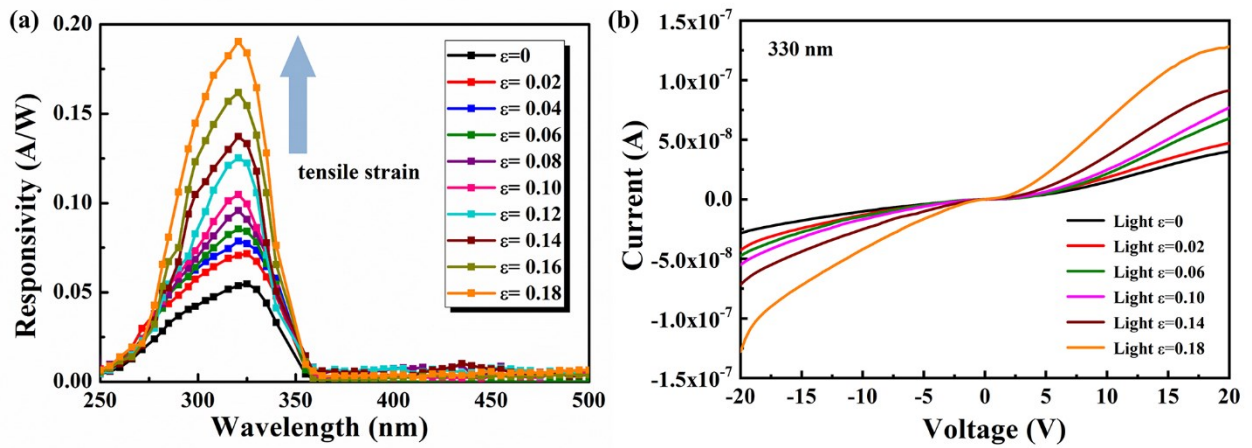 (a)
0.20
0.15
0.10
0.05
0.00
Responsivity (A/W)
250 300 350 400 450 500
Wavelength (nm)
tensile strain
ε=0
ε= 0.02
ε= 0.04
ε= 0.06
ε= 0.08
ε= 0.10
ε= 0.12
ε= 0.14
ε= 0.16
ε= 0.18
(b)
1.5x10⁻⁷
1.0x10⁻⁷
5.0x10⁻⁸
0.0
-5.0x10⁻⁸
-1.0x10⁻⁷
-1.5x10⁻⁷
Current (A)
330 nm
Light ε=0
Light ε=0.02
Light ε=0.06
Light ε=0.10
Light ε=0.14
Light ε=0.18
-20 -15 -10 -5 0 5 10 15 20
Voltage (V)